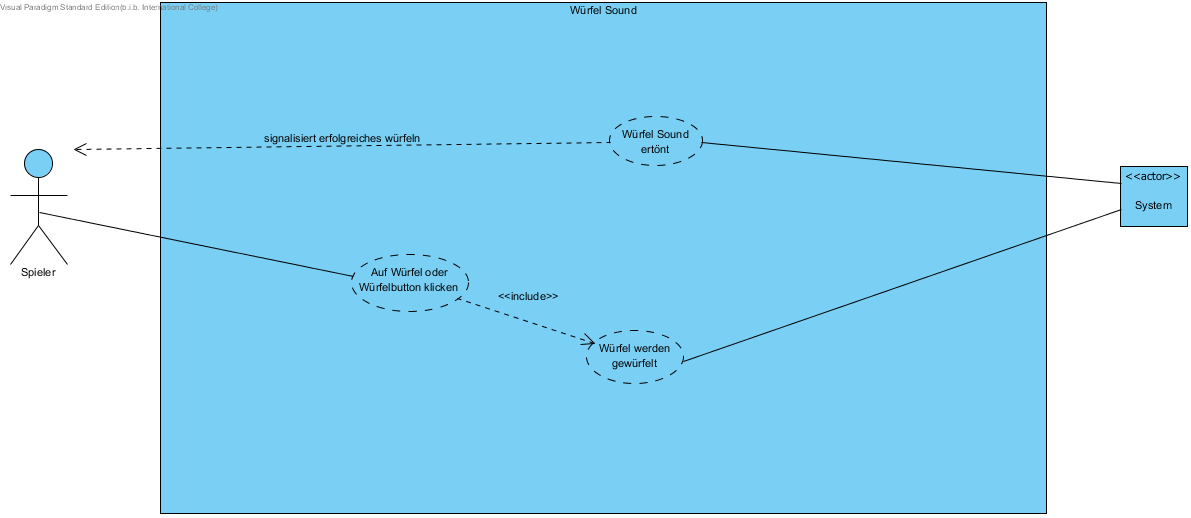 Visual Paradigm Standard Edition(b.i.b. International College)
Würfel Sound
signalisiert erfolgreiches würfeln
Würfel Sound
ertönt
<<actor>>
System
Spieler
Auf Würfel oder
Würfelbutton klicken
<<include>>
Würfel werden
gewürfelt